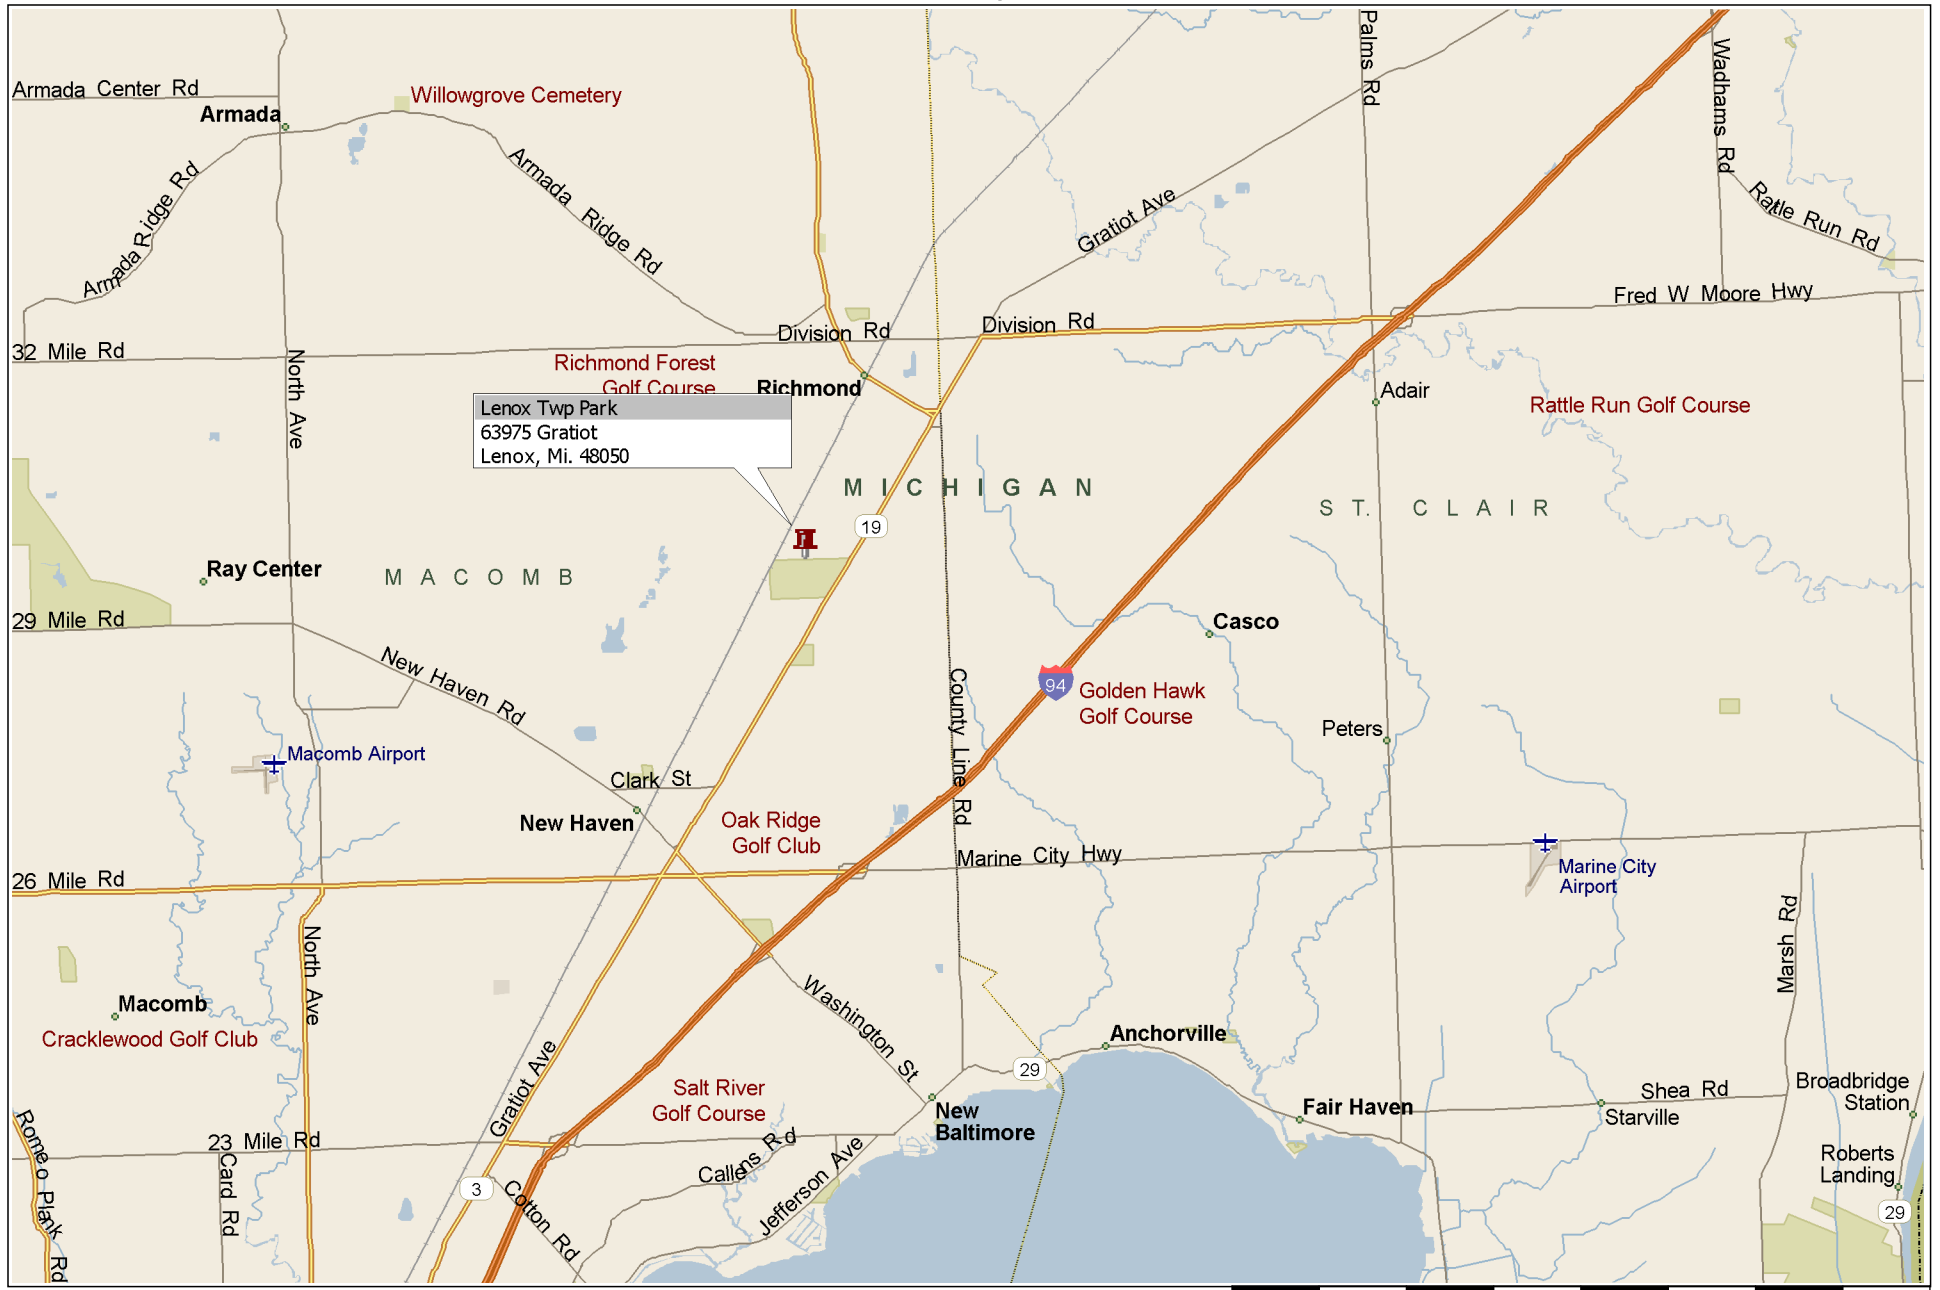 Palms Rd
Wadhams Rd
Armada Center Rd
Willowgrove Cemetery
Armada
Armada Ridge Rd
Armada Ridge Rd
Gratiot Ave
Rattle Run Rd
Fred W Moore Hwy
Division Rd
Division Rd
32 Mile Rd
North Ave
Richmond Forest
Golf Course
Richmond
Adair
Rattle Run Golf Course
Lenox Twp Park
63975 Gratiot
Lenox, Mi. 48050
MICHIGAN
ST. CLAIR
19
Ray Center
MACOMB
29 Mile Rd
Casco
New Haven Rd
County Line Rd
94
Golden Hawk
Golf Course
Peters
Macomb Airport
Clark St
New Haven
Oak Ridge
Golf Club
Marine City Hwy
Marine City
Airport
26 Mile Rd
North Ave
Marsh Rd
Macomb
Cracklewood Golf Club
Washington St
Anchorville
29
Gratiot Ave
Salt River
Golf Course
New
Baltimore
Fair Haven
Shea Rd
Starville
Broadbridge
Station
Romeo Plank Rd
23 Mile Rd
Card Rd
3
Cotton Rd
Callens Rd
Jefferson Ave
Roberts
Landing
29